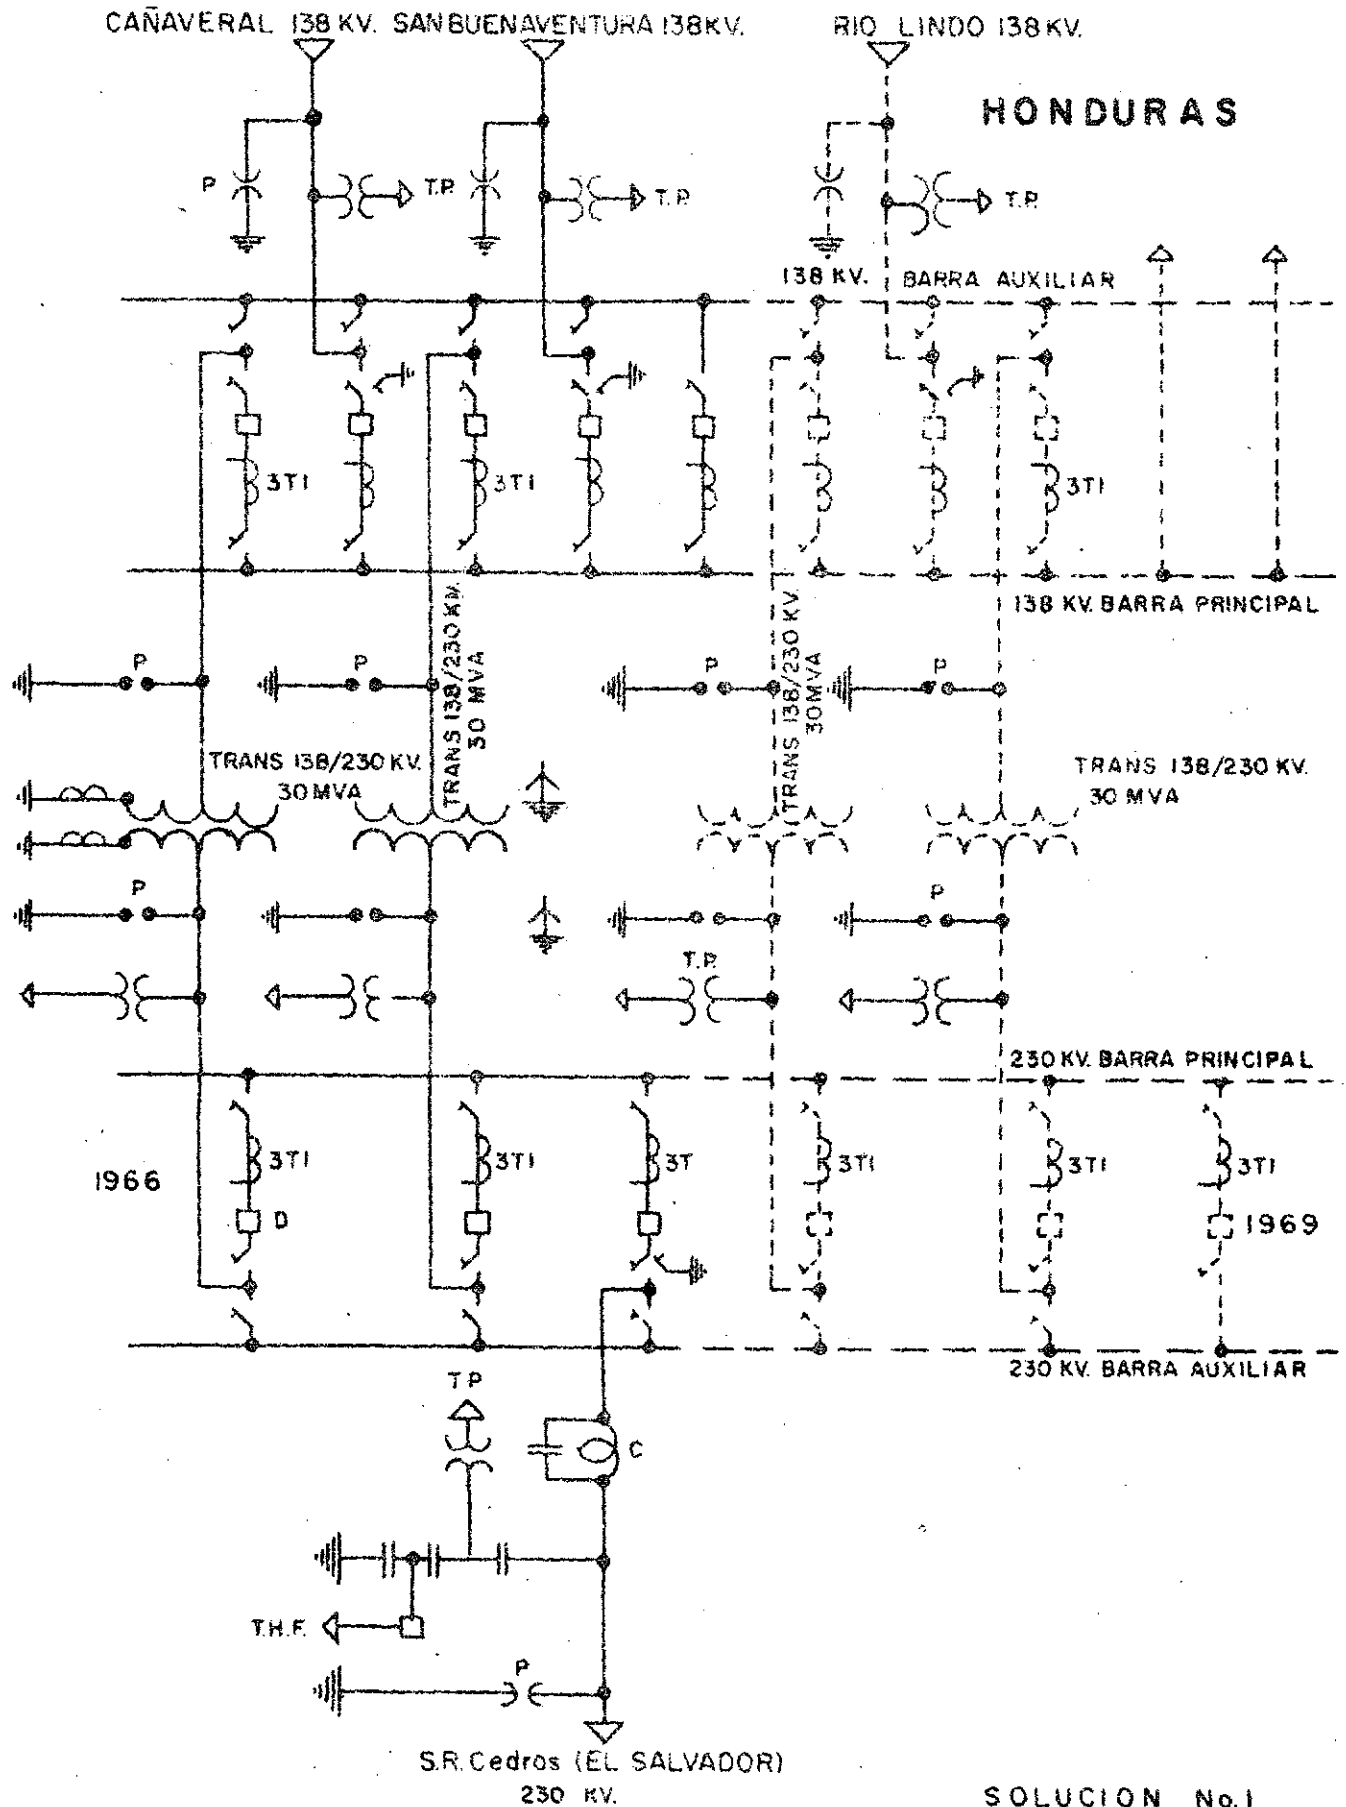 CAÑAVERAL 138 KV. SAN BUENAVENTURA 138 KV. RIO LINDO 138 KV.
HONDURAS
P T.P. T.P. T.P.
138 KV. BARRA AUXILIAR
3TI 3TI 3TI
138 KV. BARRA PRINCIPAL
P P P P
TRANS 138/230 KV.
30 MVA
TRANS 138/230 KV.
30 MVA
TRANS 138/230 KV.
30 MVA
TRANS 138/230 KV.
30 MVA
P P
T.P.
230 KV. BARRA PRINCIPAL
1966 3TI 3TI 3T 3TI 3TI 3TI
D 1969
230 KV. BARRA AUXILIAR
TP
C
T.H.F.
P
S.R. Cedros (EL SALVADOR)
230 KV.
SOLUCION No. 1